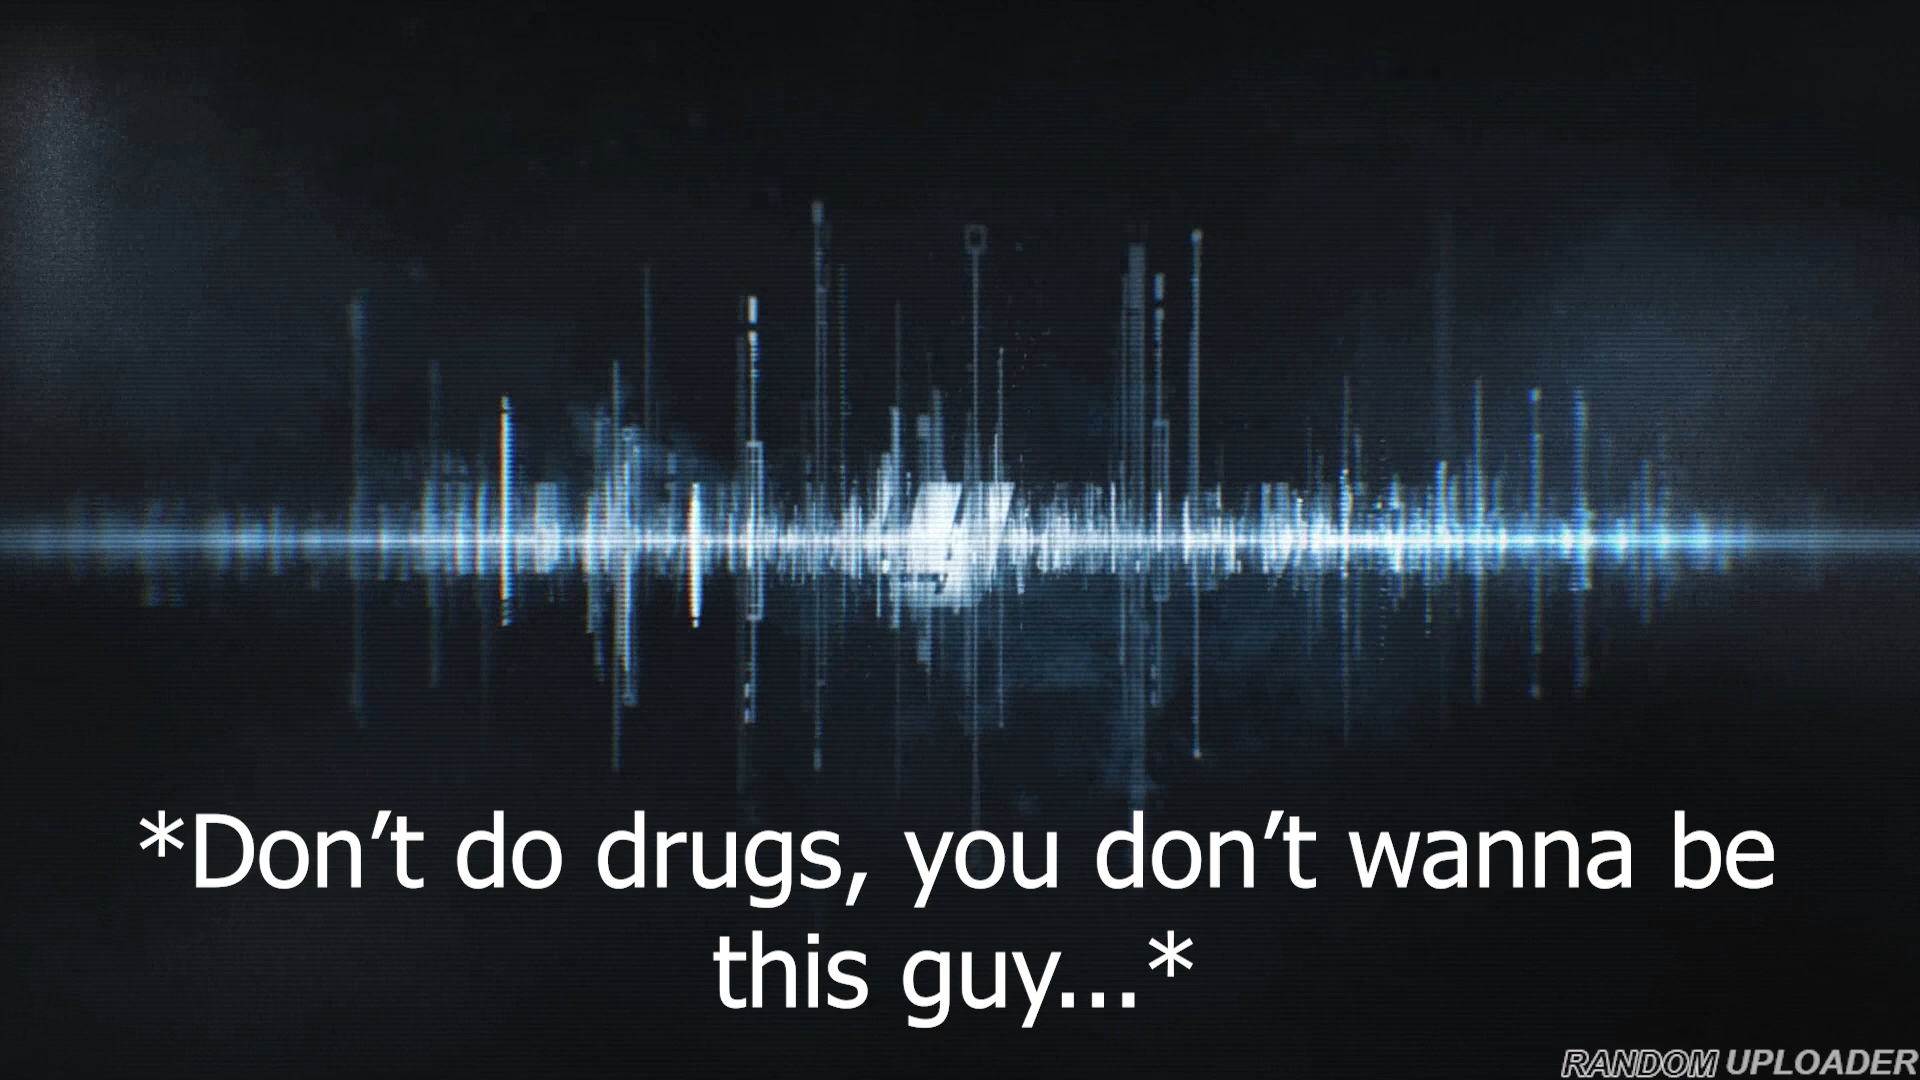 *Don’t do drugs, you don’t wanna be
this guy...*
RANDOM UPLOADER